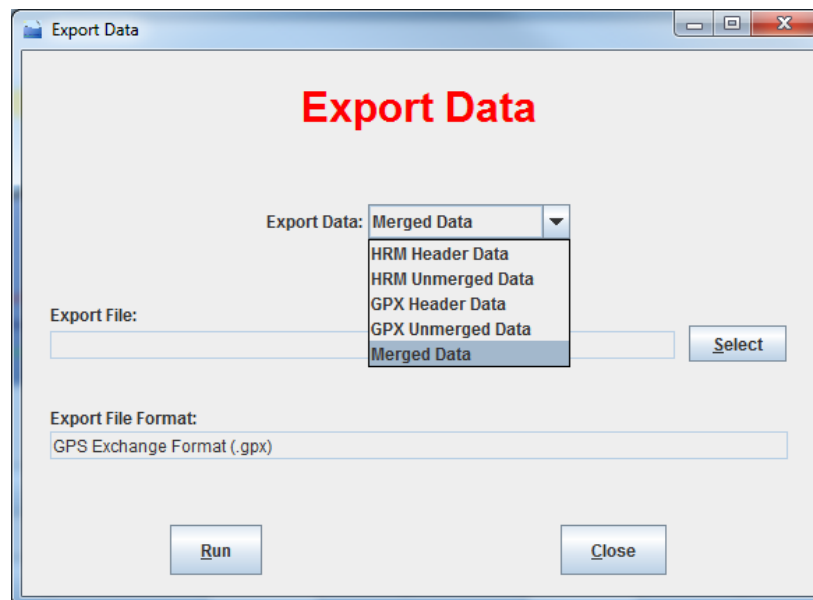 Export Data
Export Data
Export Data: Merged Data
HRM Header Data
HRM Unmerged Data
GPX Header Data
GPX Unmerged Data
Merged Data
Export File:
Select
Export File Format:
GPS Exchange Format (.gpx)
Run
Close